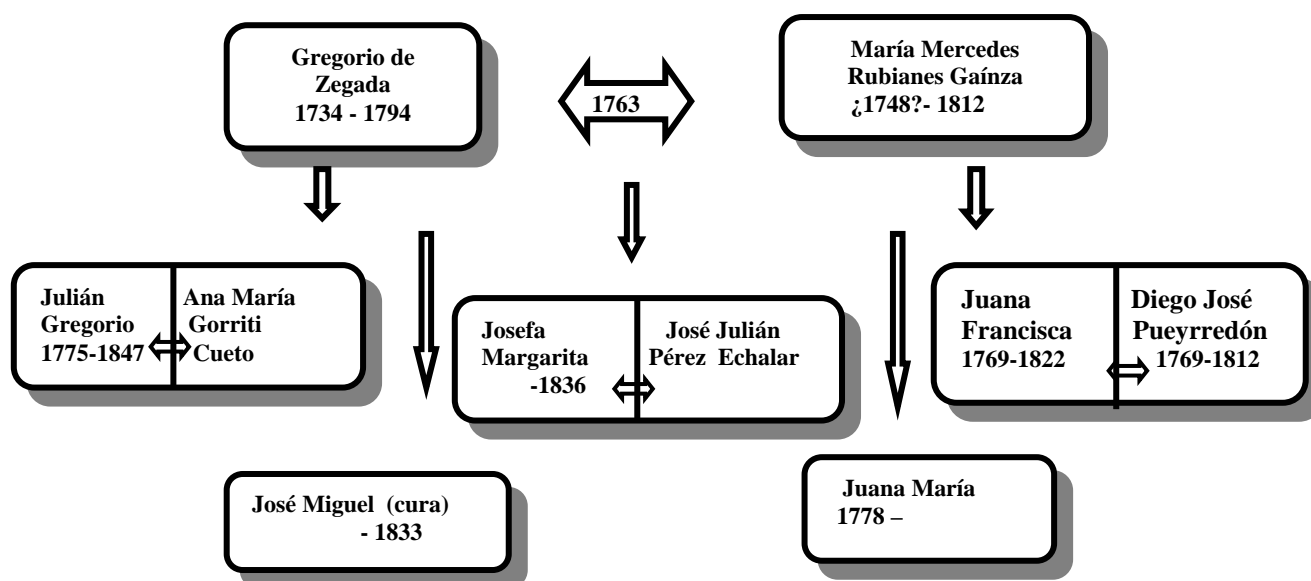 Gregorio de
Zegada
1734 - 1794
1763
María Mercedes
Rubianes Gaínza
¿1748?- 1812
Julián
Gregorio
1775-1847
Ana María
Gorriti
Cueto
Josefa
Margarita
-1836
José Julián
Pérez Echalar
Juana
Francisca
1769-1822
Diego José
Pueyrredón
1769-1812
José Miguel (cura)
- 1833
Juana María
1778 –